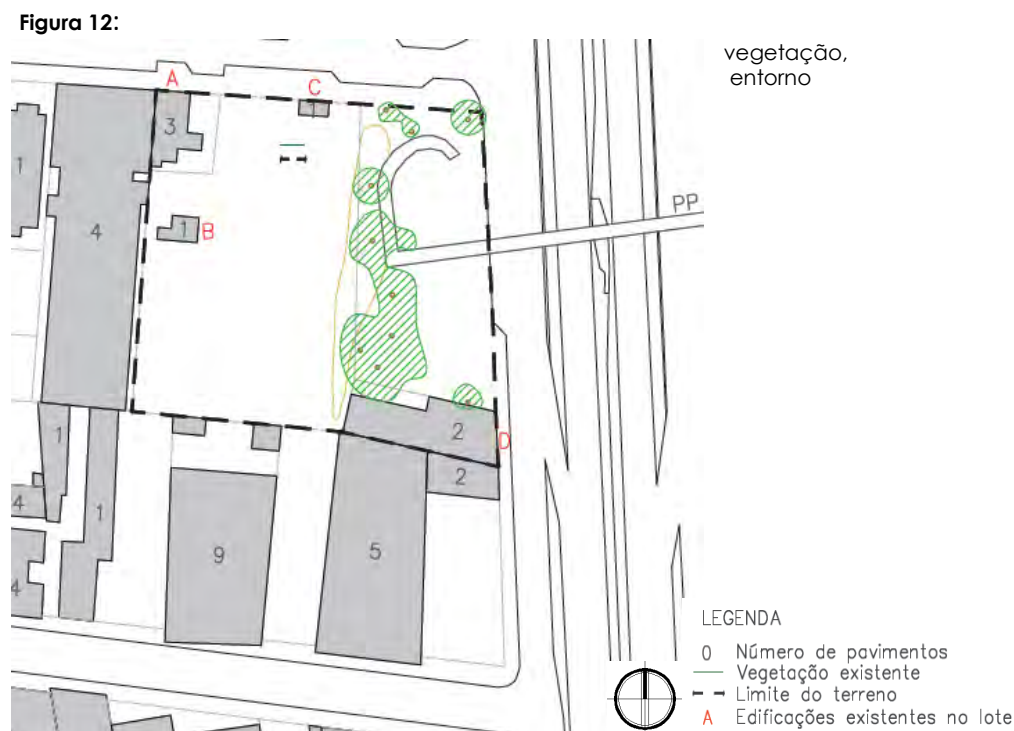 Figura 12:
vegetação,
entorno
A
C
1
3
1
4
1
B
PP
2
D
2
1
1
4
9
5
4
LEGENDA
0 Número de pavimentos
Vegetação existente
Limite do terreno
A Edificações existentes no lote